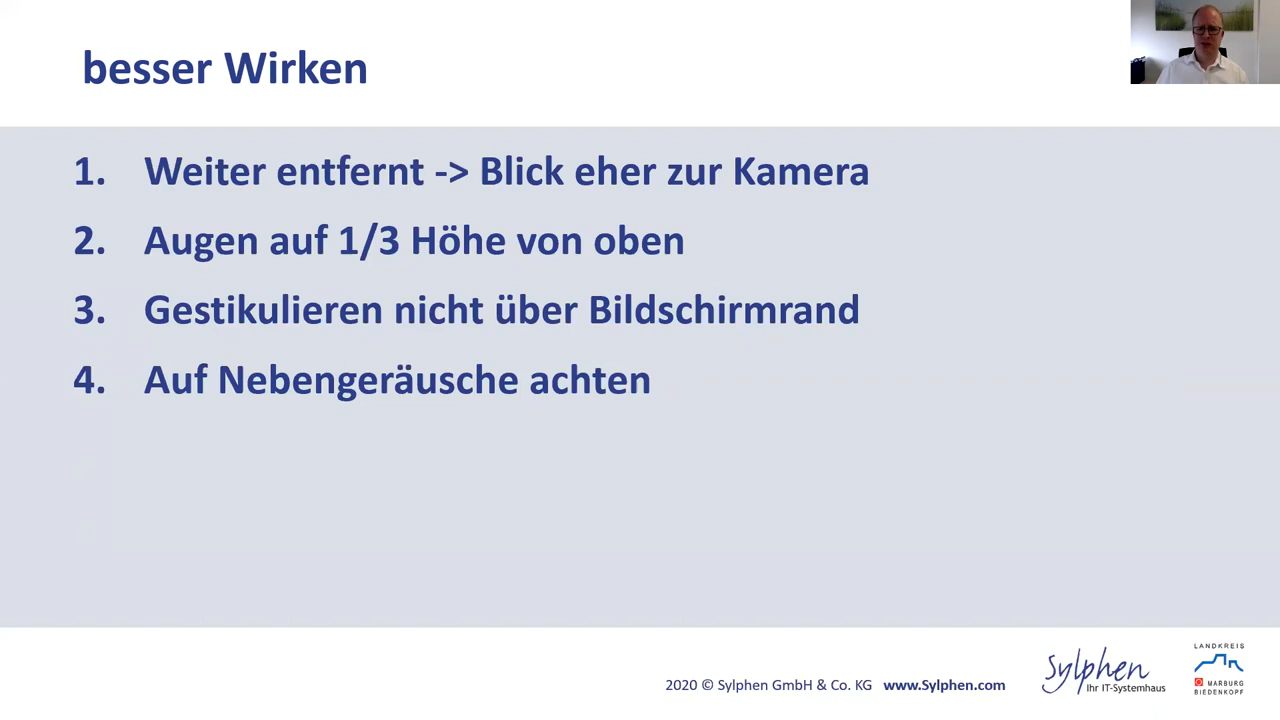 besser Wirken
1. Weiter entfernt -> Blick eher zur Kamera
2. Augen auf 1/3 Höhe von oben
3. Gestikulieren nicht über Bildschirmrand
4. Auf Nebengeräusche achten
2020 © Sylphen GmbH & Co. KG www.Sylphen.com
Sylphen
Ihr IT-Systemhaus
LANDKREIS
MARBURG
BIEDENKOPF